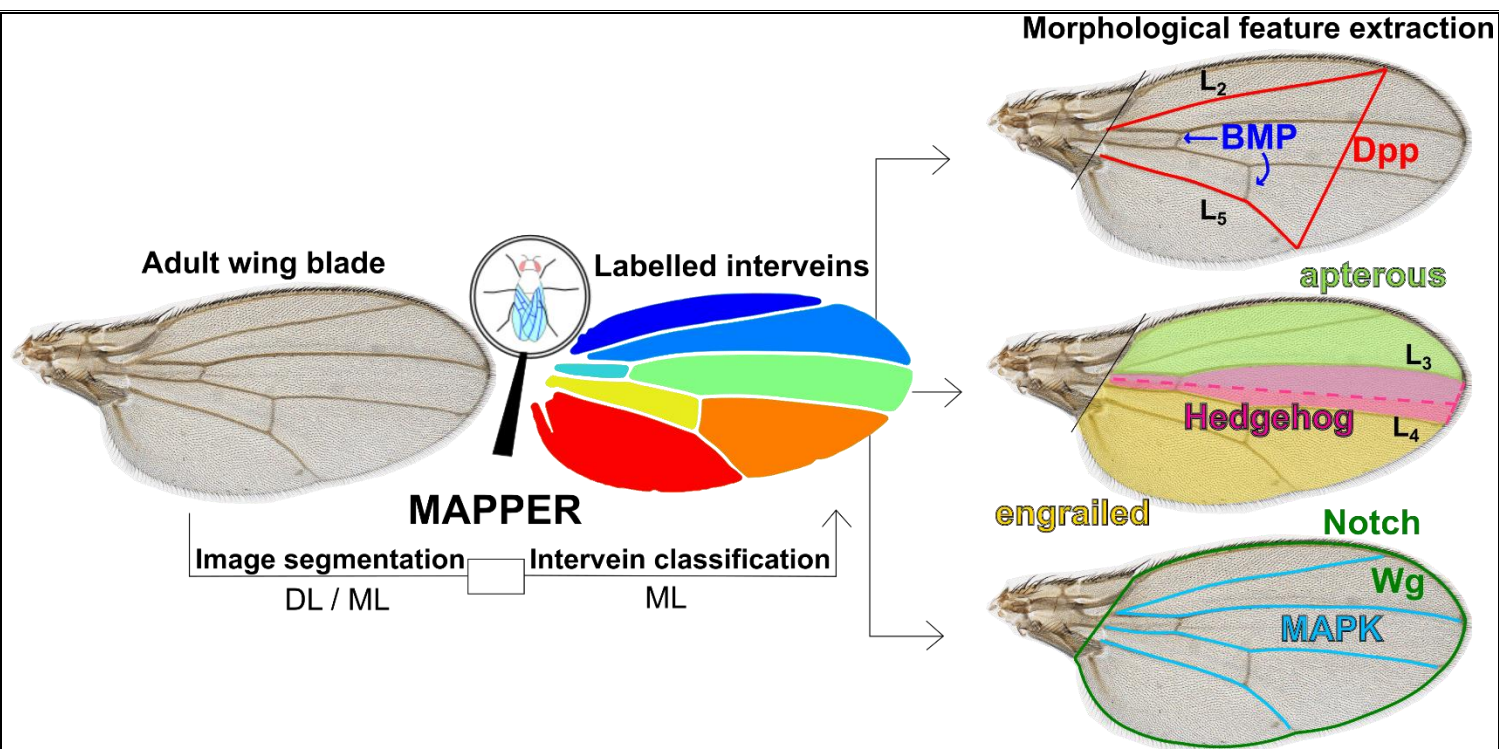 Morphological feature extraction
L2
BMP
Dpp
L5
Adult wing blade
Labelled interveins
apterous
L3
Hedgehog
L4
MAPPER
engrailed
Notch
Image segmentation
Intervein classification
DL / ML
ML
Wg
MAPK